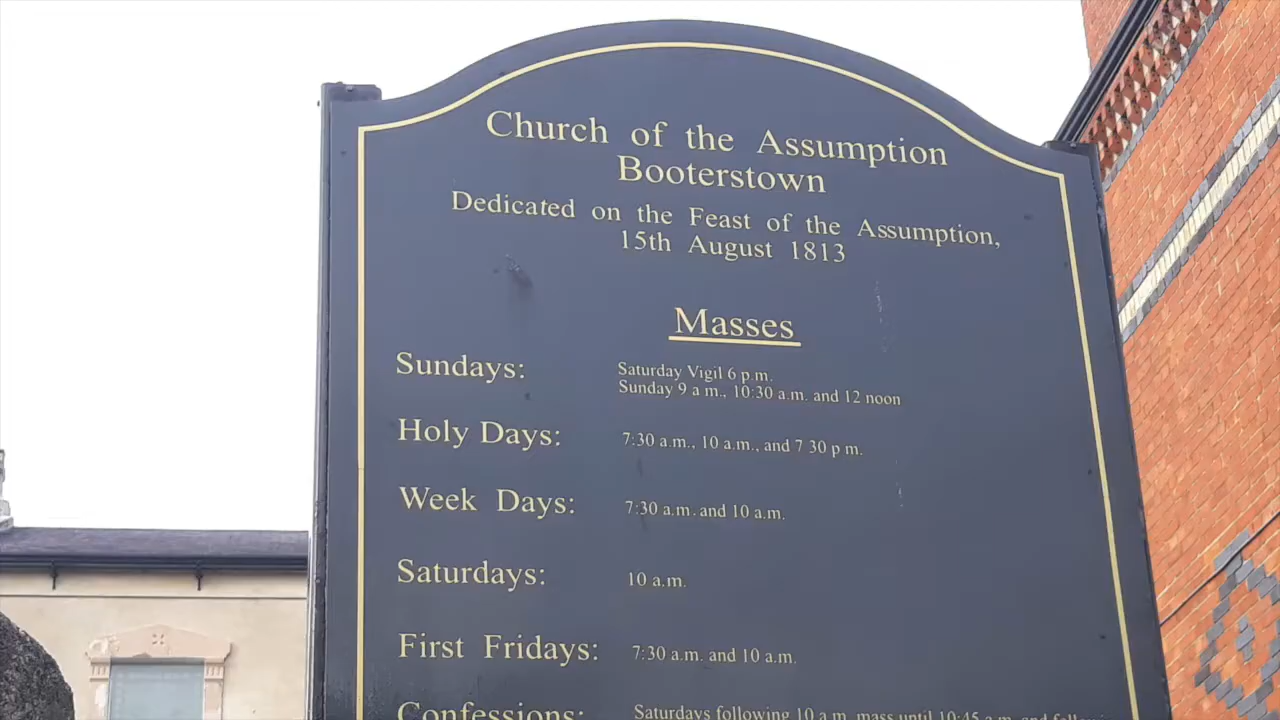 Church of the Assumption
Booterstown
Dedicated on the Feast of the Assumption,
15th August 1813
Masses
Sundays: Saturday Vigil 6 p.m.
Sunday 9 a m., 10:30 a.m. and 12 noon
Holy Days: 7:30 a.m., 10 a.m., and 7 30 p m.
Week Days: 7:30 a.m. and 10 a.m.
Saturdays: 10 a.m.
First Fridays: 7:30 a.m. and 10 a.m.
Confessions: Saturdays following 10 a.m. mass until 10:45 a.m. and